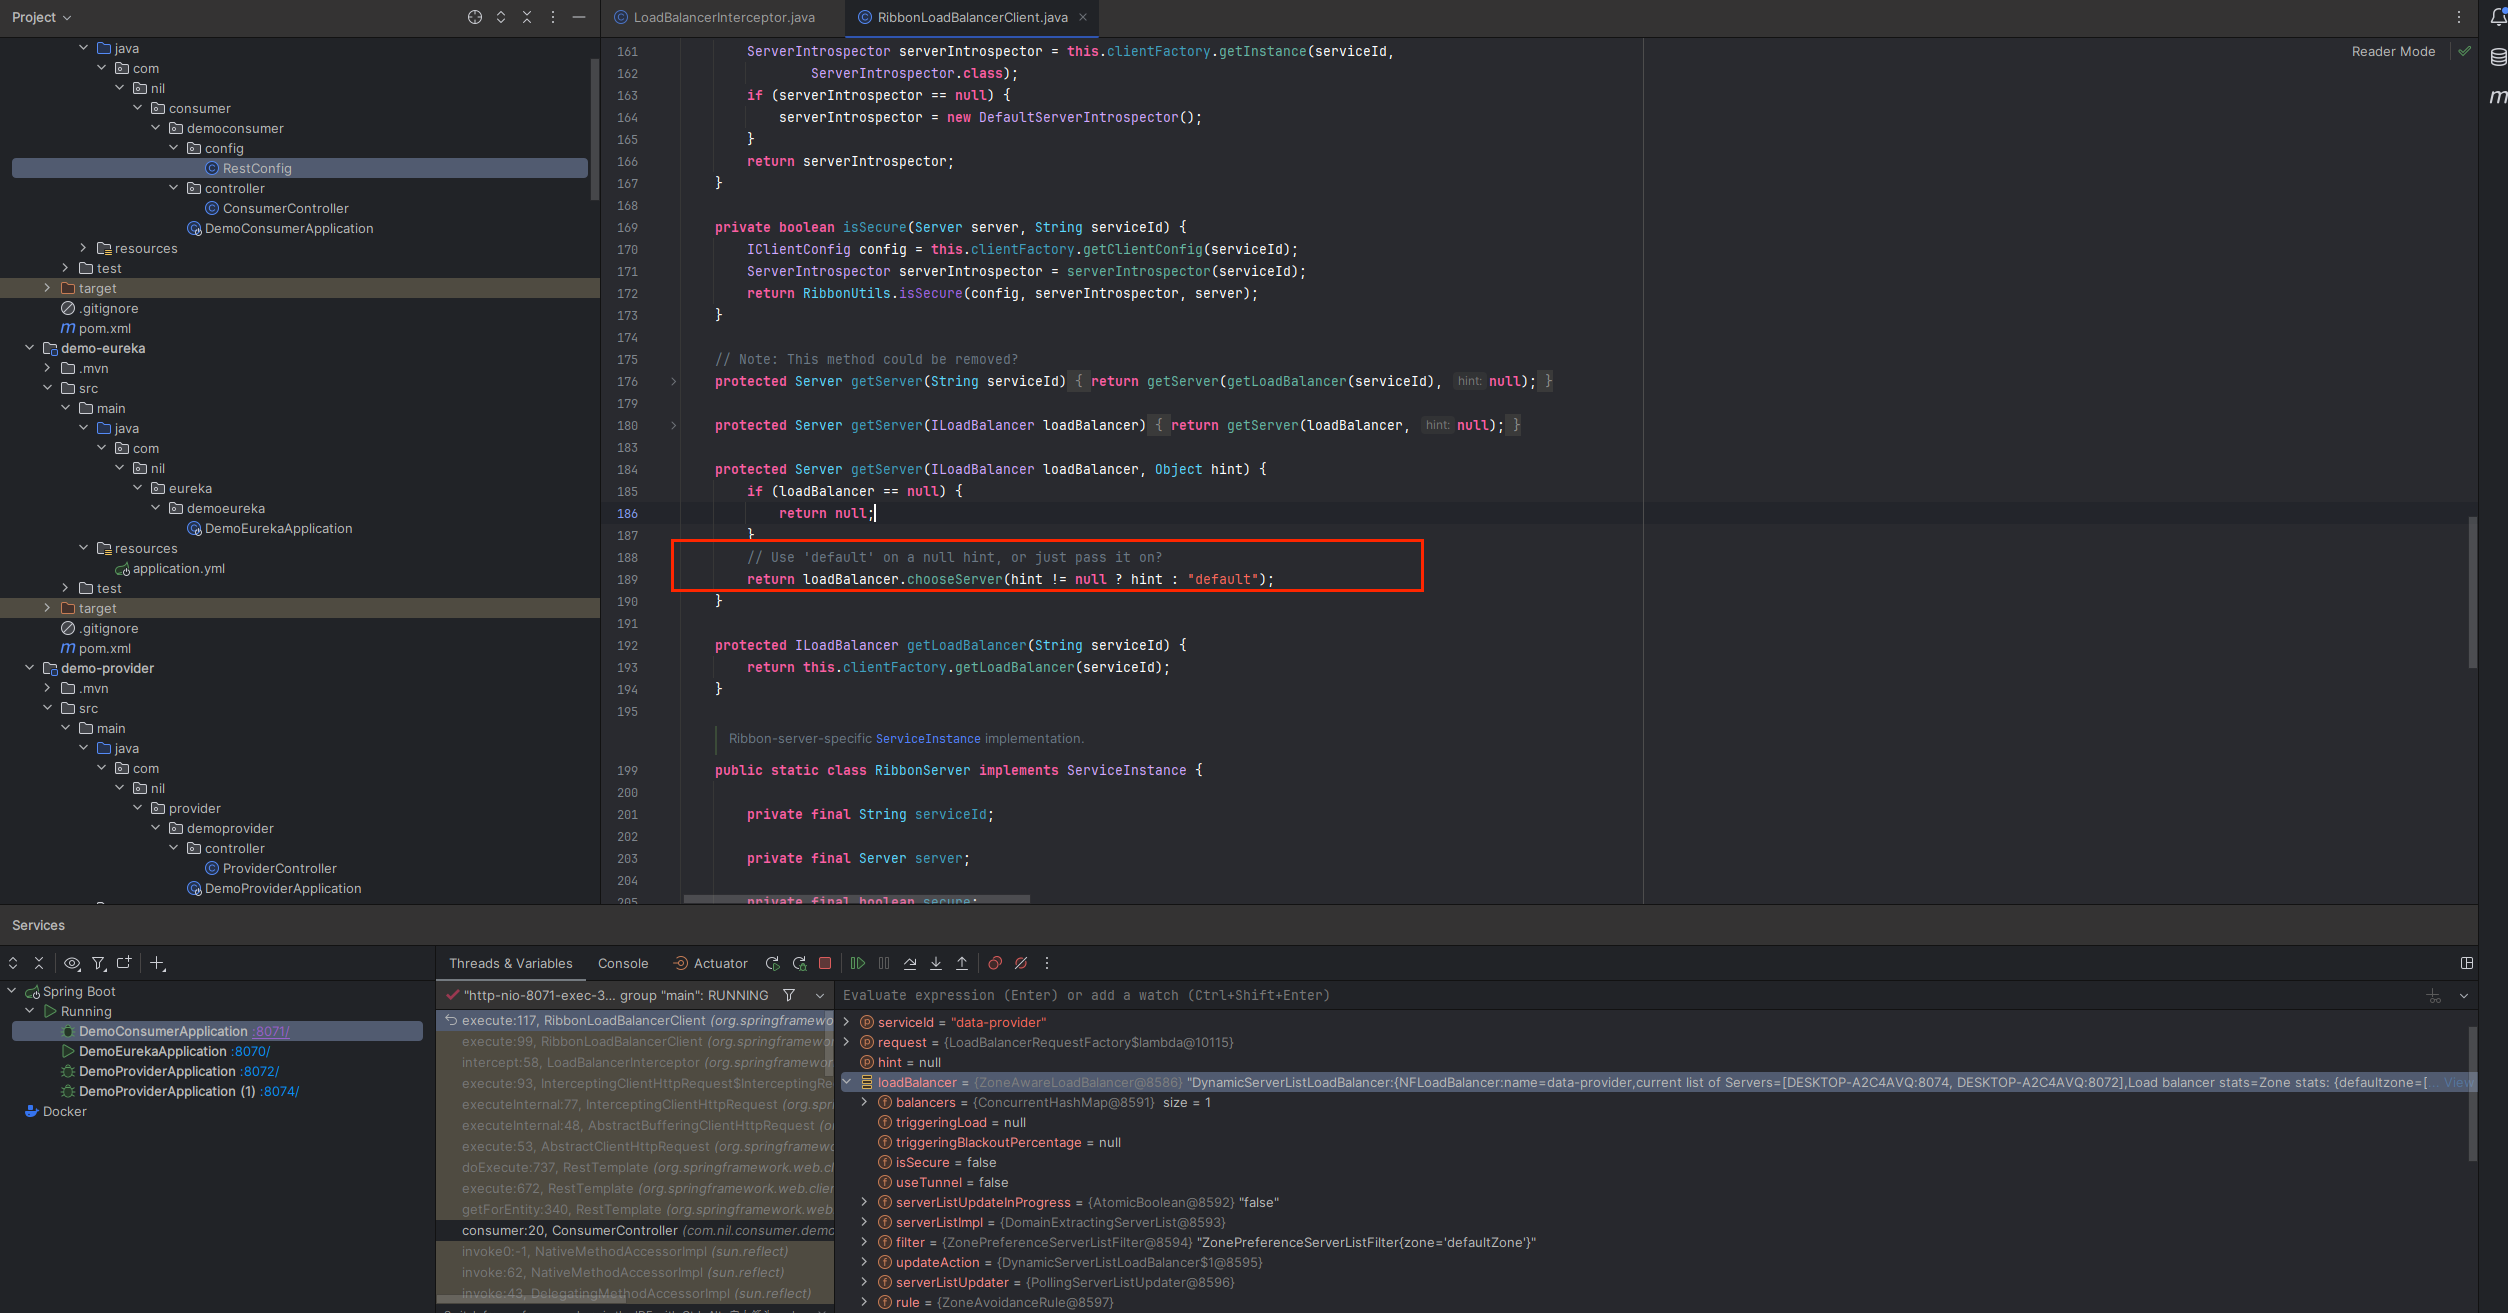 Project
java
com
nil
consumer
democonsumer
config
RestConfig
controller
ConsumerController
DemoConsumerApplication
resources
test
target
.gitignore
pom.xml
demo-eureka
.mvn
src
main
java
com
nil
eureka
demoeureka
DemoEurekaApplication
resources
application.yml
test
target
.gitignore
pom.xml
demo-provider
.mvn
src
main
java
com
nil
provider
demoprovider
controller
ProviderController
DemoProviderApplication
LoadBalancerInterceptor.java
RibbonLoadBalancerClient.java
Reader Mode
161 ServerIntrospector serverIntrospector = this.clientFactory.getInstance(serviceId,
162 ServerIntrospector.class);
163 if (serverIntrospector == null) {
164 serverIntrospector = new DefaultServerIntrospector();
165 }
166 return serverIntrospector;
167 }
168
169 private boolean isSecure(Server server, String serviceId) {
170 IClientConfig config = this.clientFactory.getClientConfig(serviceId);
171 ServerIntrospector serverIntrospector = serverIntrospector(serviceId);
172 return RibbonUtils.isSecure(config, serverIntrospector, server);
173 }
174
175 // Note: This method could be removed?
176 protected Server getServer(String serviceId) { return getServer(getLoadBalancer(serviceId), hint: null); }
179
180 protected Server getServer(ILoadBalancer loadBalancer) { return getServer(loadBalancer, hint: null); }
183
184 protected Server getServer(ILoadBalancer loadBalancer, Object hint) {
185 if (loadBalancer == null) {
186 return null;
187 }
188 // Use 'default' on a null hint, or just pass it on?
189 return loadBalancer.chooseServer(hint != null ? hint : "default");
190 }
191
192 protected ILoadBalancer getLoadBalancer(String serviceId) {
193 return this.clientFactory.getLoadBalancer(serviceId);
194 }
195
Ribbon-server-specific ServiceInstance implementation.
199 public static class RibbonServer implements ServiceInstance {
200
201 private final String serviceId;
202
203 private final Server server;
204
205 private final boolean secure;
Services
Spring Boot
Running
DemoConsumerApplication :8071/
DemoEurekaApplication :8070/
DemoProviderApplication :8072/
DemoProviderApplication (1) :8074/
Docker
Threads & Variables Console Actuator
"http-nio-8071-exec-3... group "main": RUNNING
execute:117, RibbonLoadBalancerClient (org.springframewo
execute:99, RibbonLoadBalancerClient (org.springframewor
intercept:58, LoadBalancerInterceptor (org.springframewor
execute:93, InterceptingClientHttpRequest$InterceptingRe
executeInternal:77, InterceptingClientHttpRequest (org.spri
executeInternal:48, AbstractBufferingClientHttpRequest (o
execute:53, AbstractClientHttpRequest (org.springframewo
doExecute:737, RestTemplate (org.springframework.web.cl
execute:672, RestTemplate (org.springframework.web.clier
getForEntity:340, RestTemplate (org.springframework.web
consumer:20, ConsumerController (com.nil.consumer.demo
invoke0:-1, NativeMethodAccessorImpl (sun.reflect)
invoke:62, NativeMethodAccessorImpl (sun.reflect)
invoke:43, DelegatingMethodAccessorImpl (sun.reflect)
Evaluate expression (Enter) or add a watch (Ctrl+Shift+Enter)
serviceId = "data-provider"
request = {LoadBalancerRequestFactory$lambda@10115}
hint = null
loadBalancer = {ZoneAwareLoadBalancer@8586} "DynamicServerListLoadBalancer:{NFLoadBalancer:name=data-provider,current list of Servers=[DESKTOP-A2C4AVQ:8074, DESKTOP-A2C4AVQ:8072],Load balancer stats=Zone stats: {defaultzone=[... View
balancers = {ConcurrentHashMap@8591} size = 1
triggeringLoad = null
triggeringBlackoutPercentage = null
isSecure = false
useTunnel = false
serverListUpdateInProgress = {AtomicBoolean@8592} "false"
serverListImpl = {DomainExtractingServerList@8593}
filter = {ZonePreferenceServerListFilter@8594} "ZonePreferenceServerListFilter{zone='defaultZone'}"
updateAction = {DynamicServerListLoadBalancer$1@8595}
serverListUpdater = {PollingServerListUpdater@8596}
rule = {ZoneAvoidanceRule@8597}